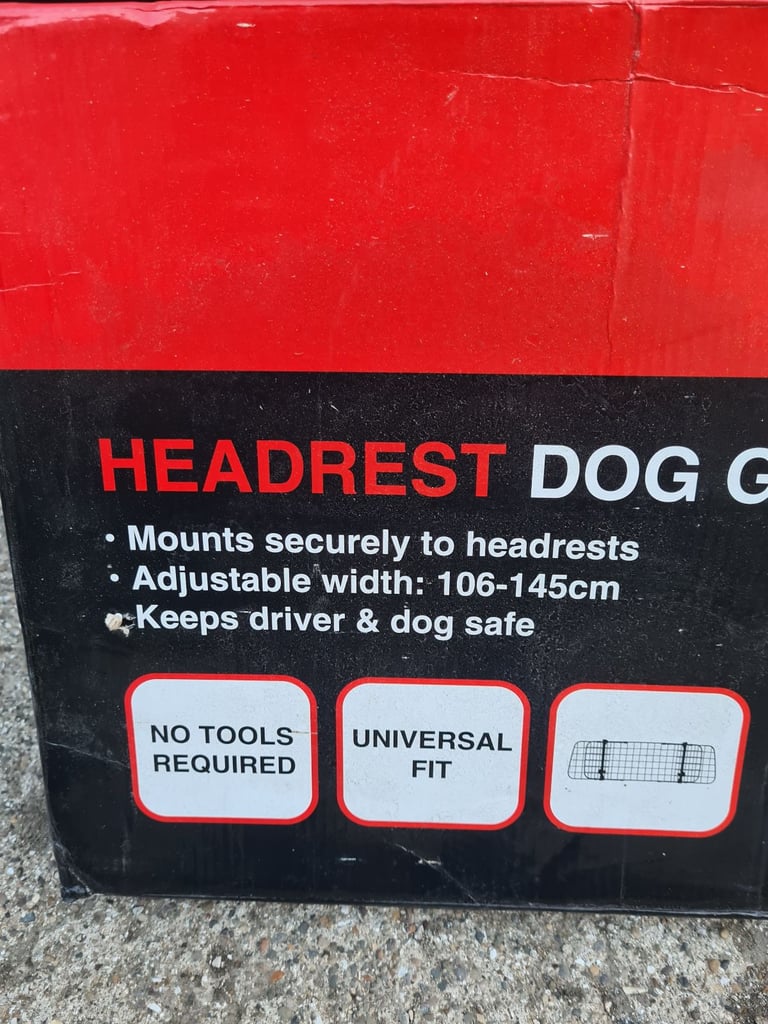 HEADREST DOG G
• Mounts securely to headrests
• Adjustable width: 106-145cm
• Keeps driver & dog safe
NO TOOLS
REQUIRED
UNIVERSAL
FIT